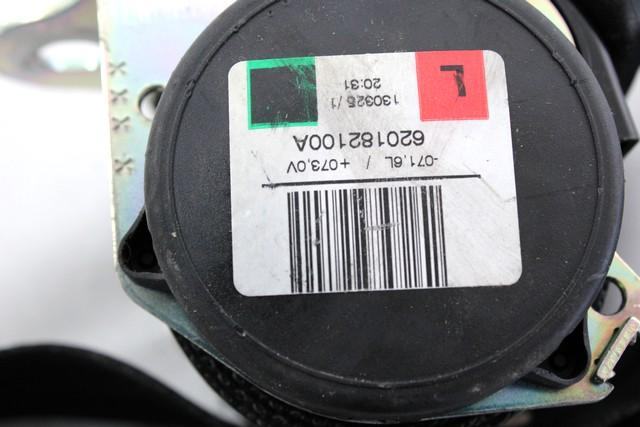 -071,6L / +073,0V
620182100A
L
130325 /1
20:31